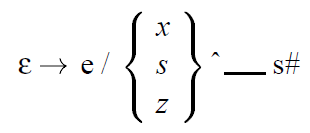 ε → e / { x
s
z } ˆ ___ s#